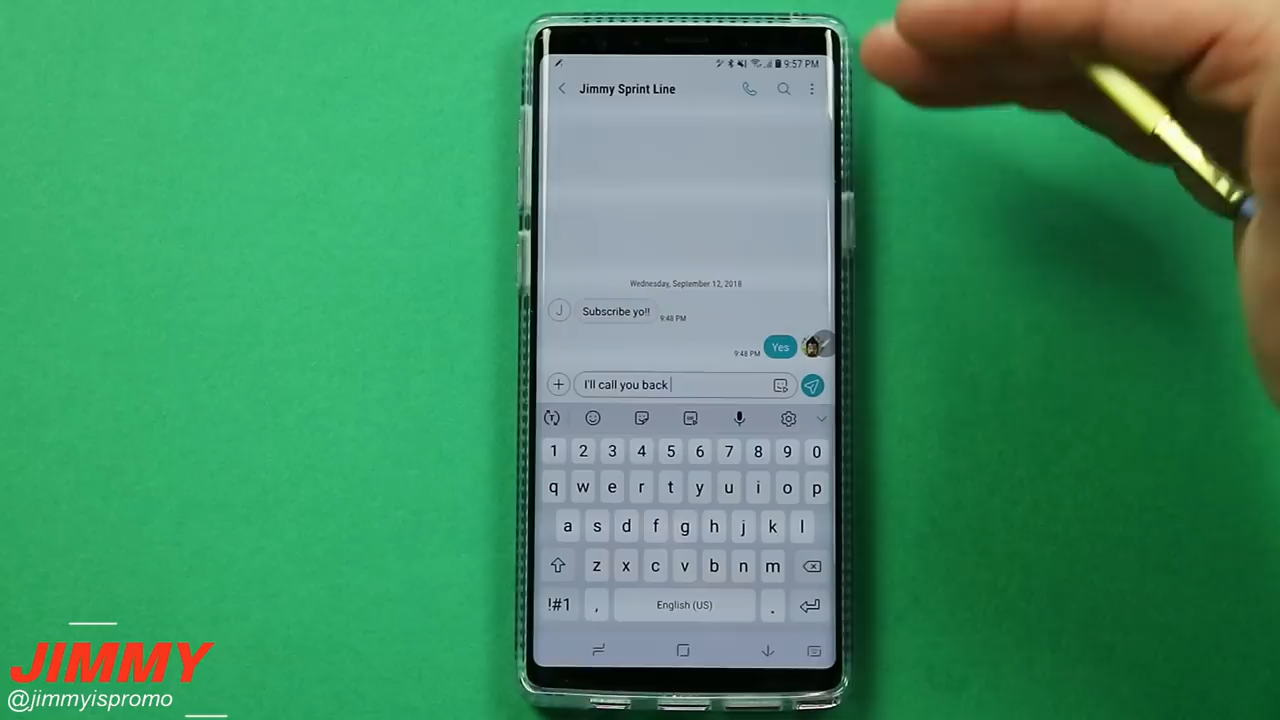 9:57 PM
Jimmy Sprint Line
Wednesday, September 12, 2018
J Subscribe yo!! 9:48 PM
9:48 PM Yes
I'll call you back
1 2 3 4 5 6 7 8 9 0
q w e r t y u i o p
a s d f g h j k l
z x c v b n m
!#1 , English (US) .
JIMMY
@jimmyispromo